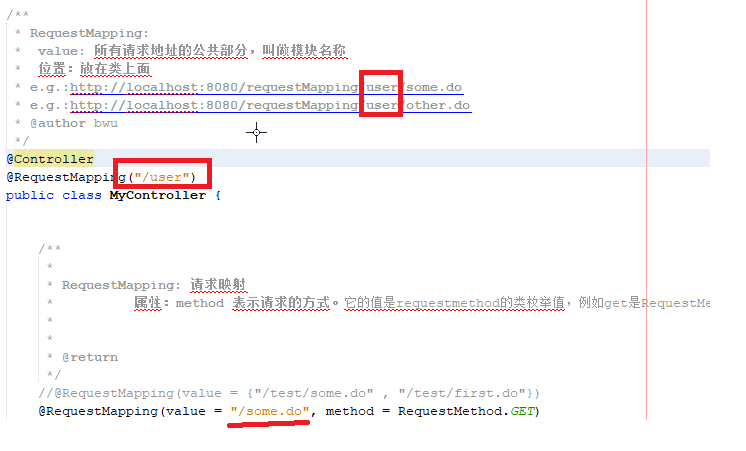 /**
 * RequestMapping:
 *  value: 所有请求地址的公共部分，叫做模块名称
 *  位置：放在类上面
 * e.g.:http://localhost:8080/requestMapping/user/some.do
 * e.g.:http://localhost:8080/requestMapping/user/other.do
 * @author bwu
 */
@Controller
@RequestMapping("/user")
public class MyController {
/**
 *
 * RequestMapping: 请求映射
 *          属性：method 表示请求的方式。它的值是requestmethod的类枚举值，例如get是RequestMe
 *
 *
 * @return
 */
//@RequestMapping(value = {"/test/some.do" , "/test/first.do"})
@RequestMapping(value = "/some.do", method = RequestMethod.GET)